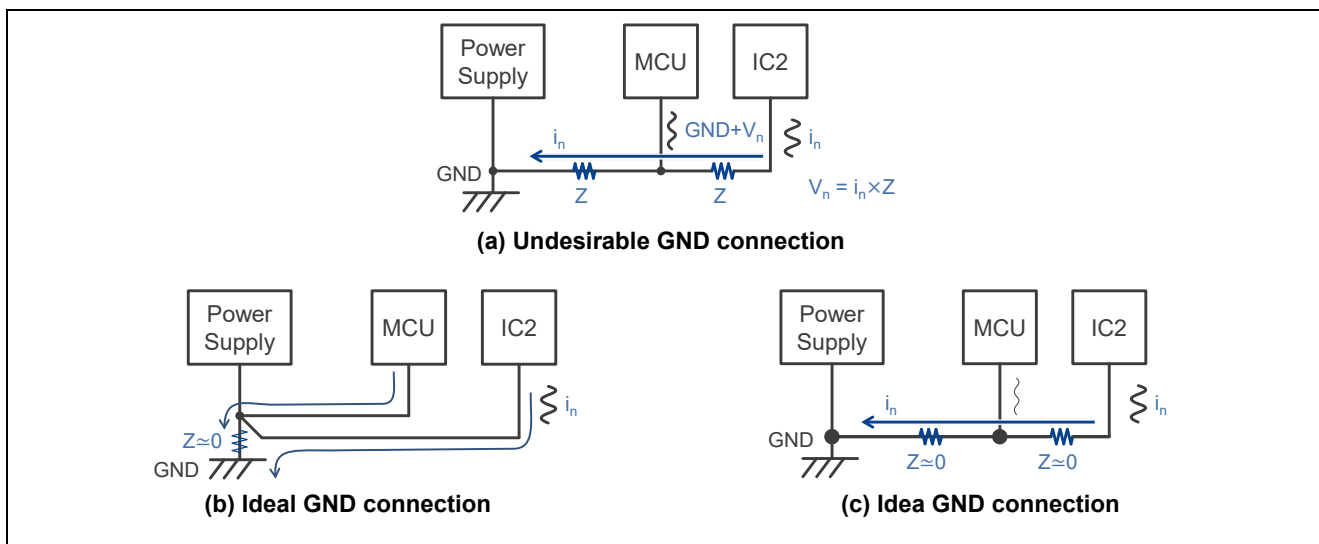 Power
Supply
MCU
IC2
iₙ
GND+Vₙ
iₙ
GND
Z
Z
Vₙ = iₙ×Z
(a) Undesirable GND connection
Power
Supply
MCU
IC2
iₙ
Z≃0
GND
(b) Ideal GND connection
Power
Supply
MCU
IC2
iₙ
iₙ
GND
Z≃0
Z≃0
(c) Idea GND connection